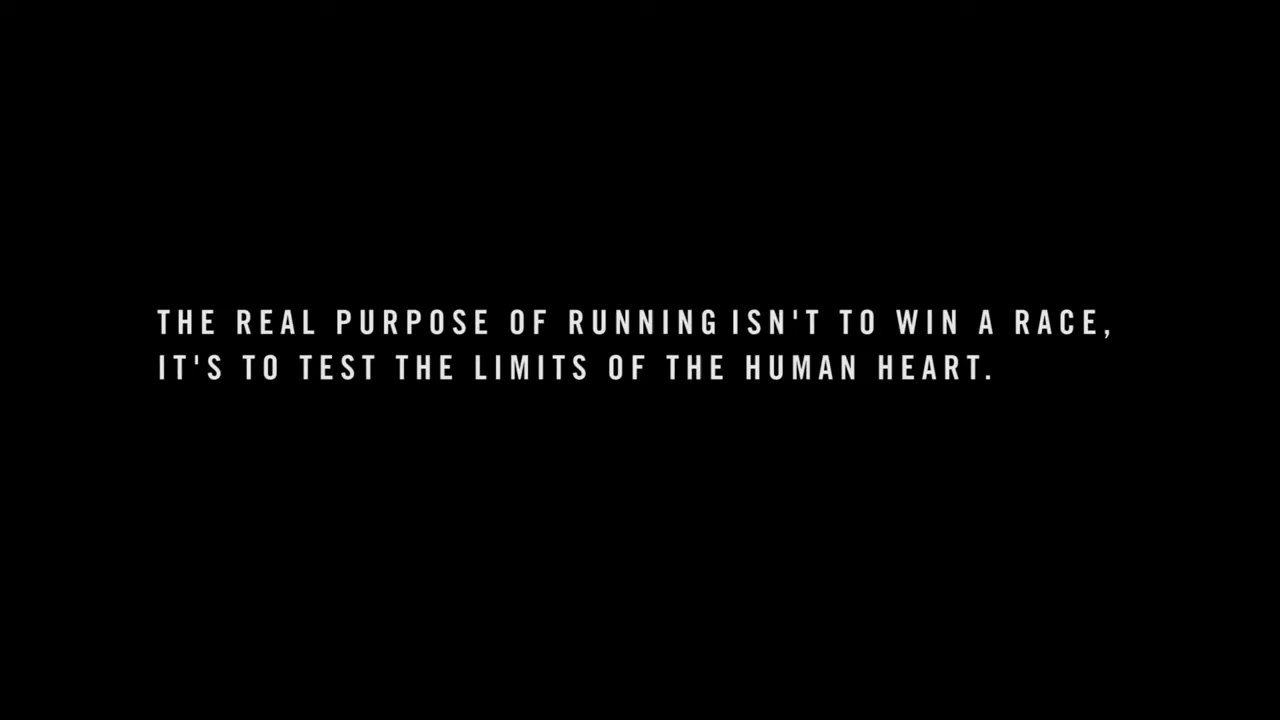 THE REAL PURPOSE OF RUNNING ISN'T TO WIN A RACE,
IT'S TO TEST THE LIMITS OF THE HUMAN HEART.